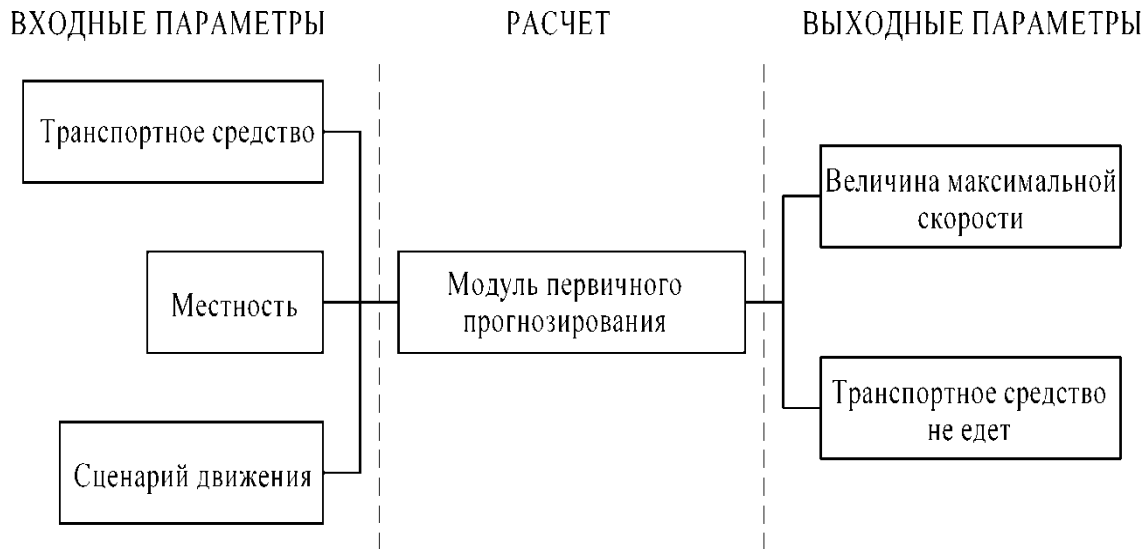 ВХОДНЫЕ ПАРАМЕТРЫ
РАСЧЕТ
ВЫХОДНЫЕ ПАРАМЕТРЫ
Транспортное средство
Местность
Сценарий движения
Модуль первичного
прогнозирования
Величина максимальной
скорости
Транспортное средство
не едет